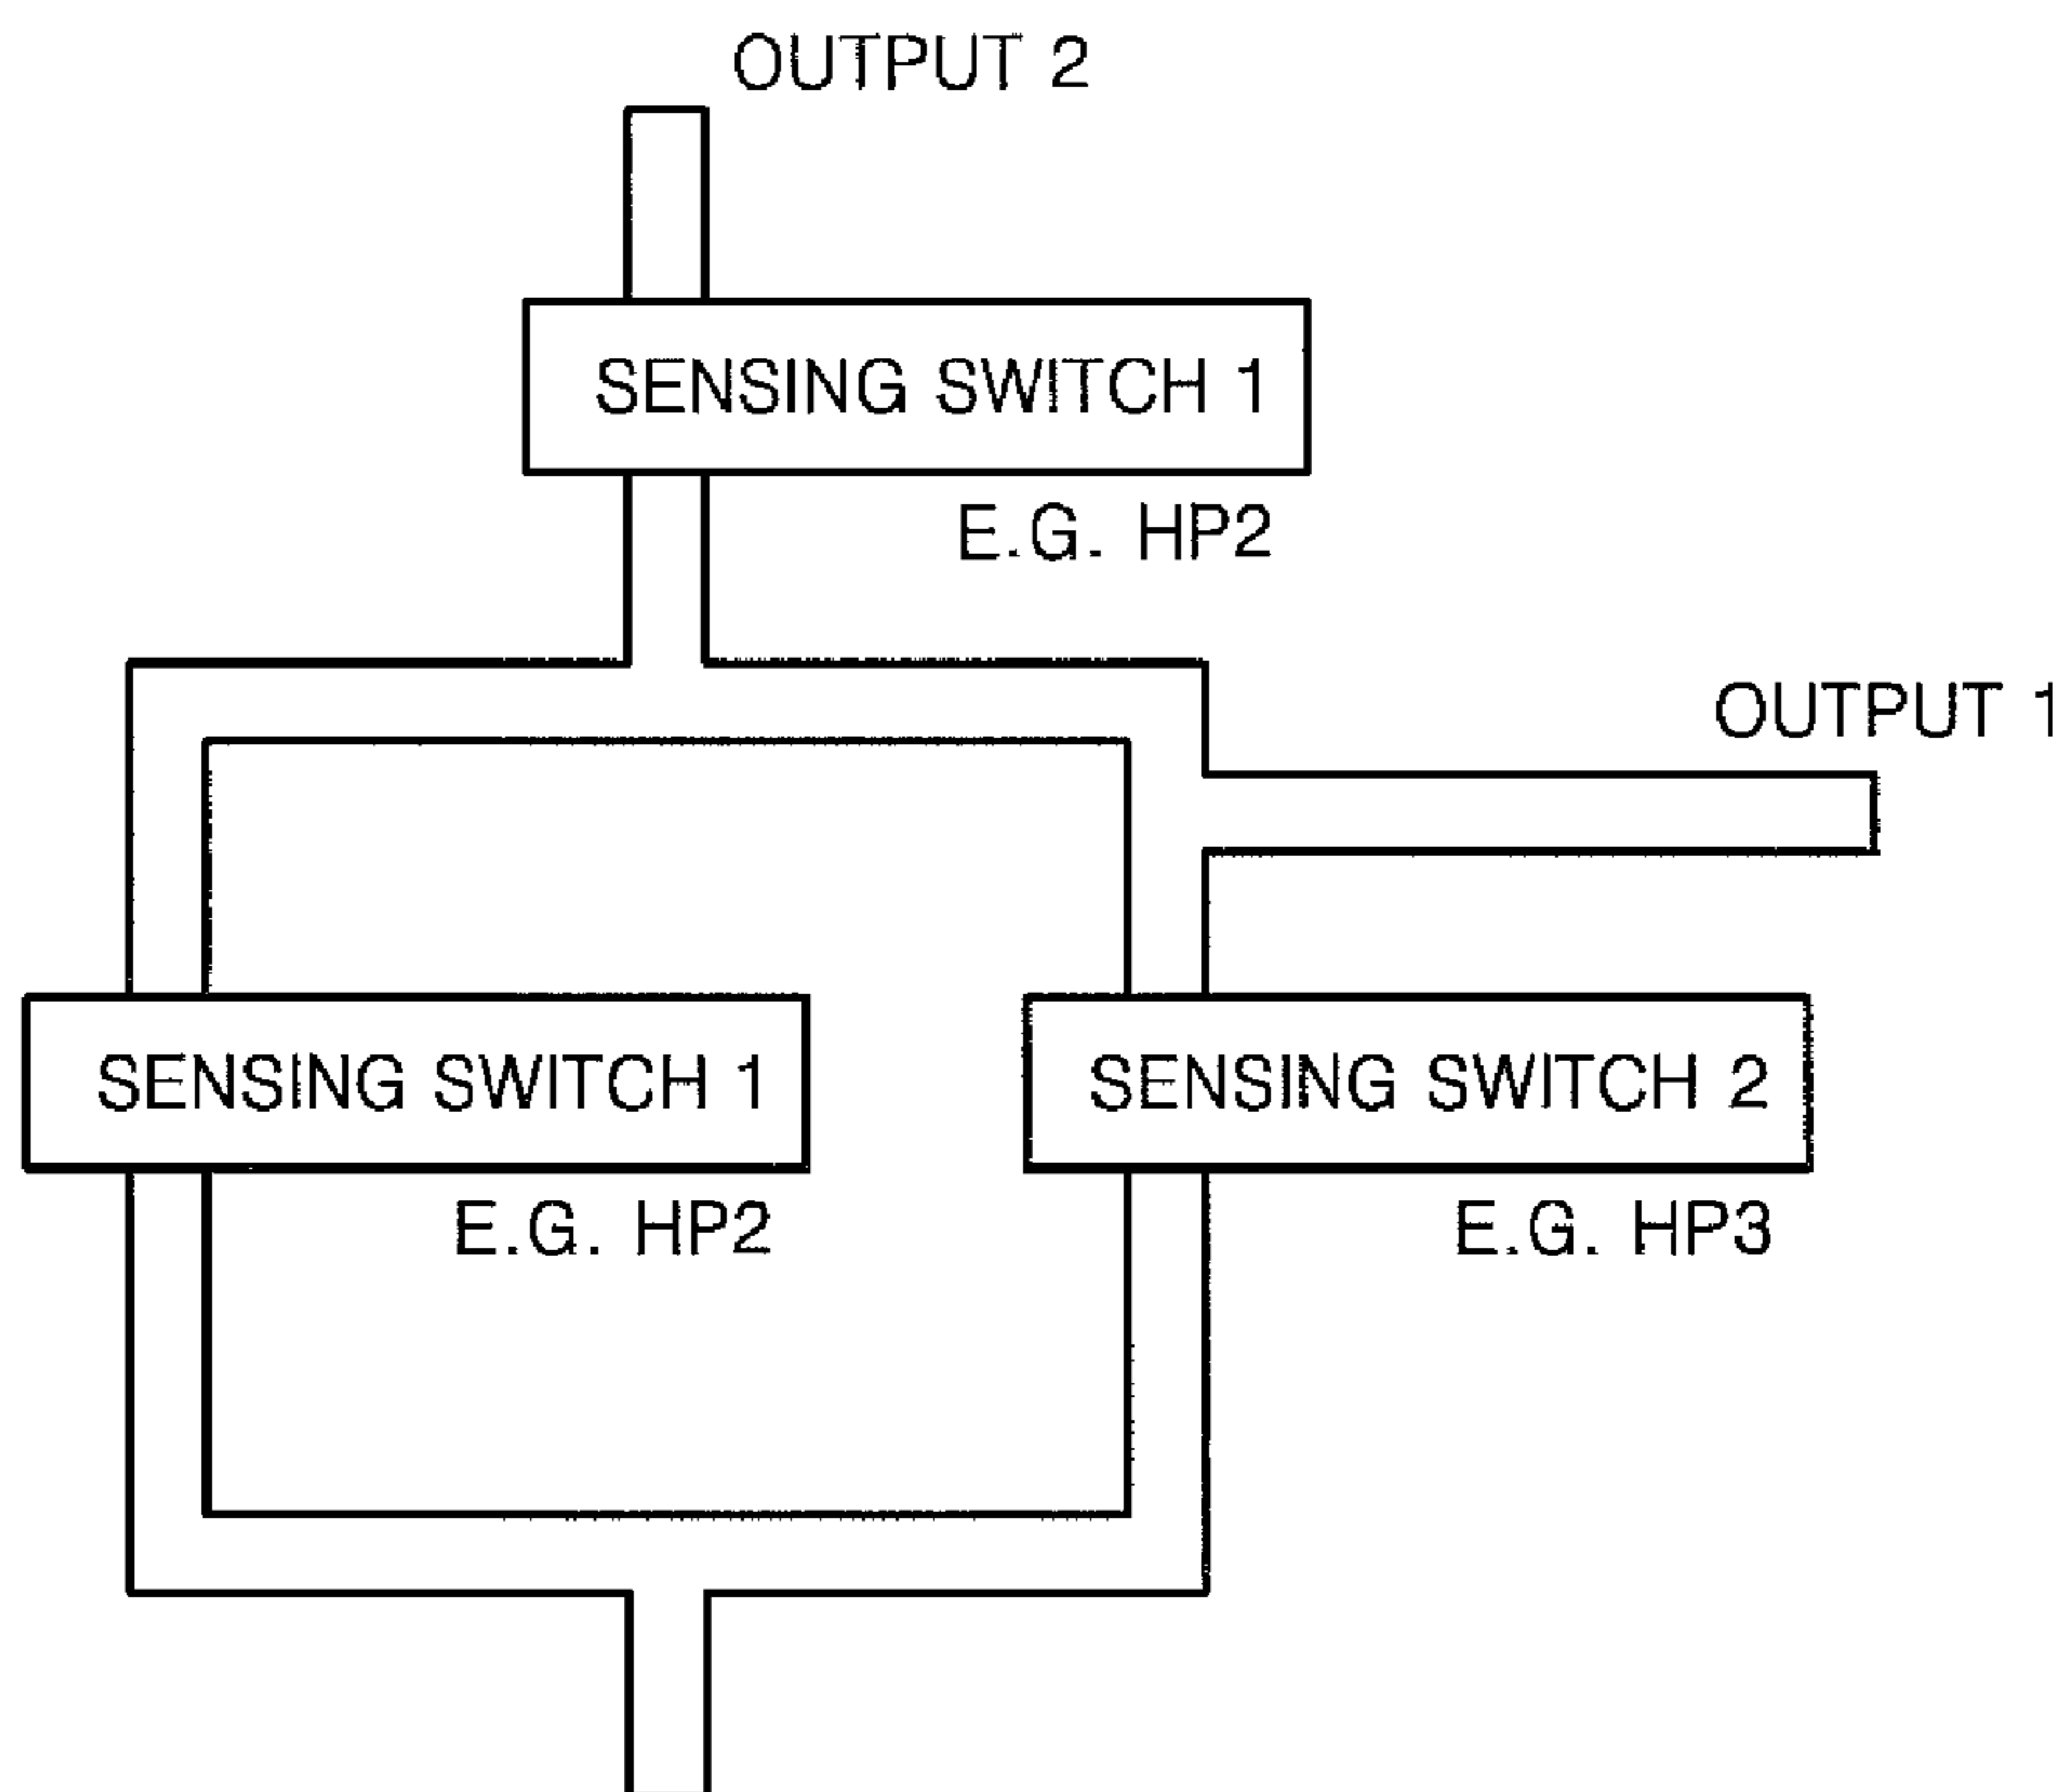 OUTPUT 2
SENSING SWITCH 1
E.G. HP2
OUTPUT 1
SENSING SWITCH 1
SENSING SWITCH 2
E.G. HP2
E.G. HP3